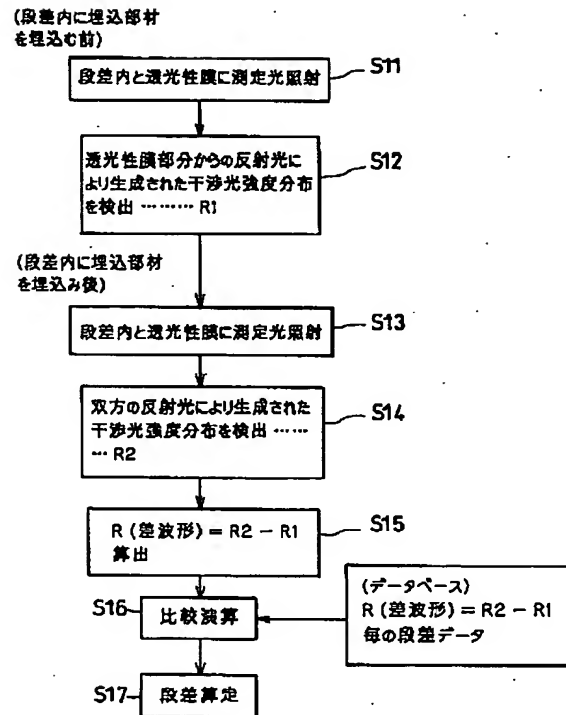 (段差内に埋込部材
を埋込む前)
段差内と透光性膜に測定光照射
S11
透光性膜部分からの反射光に
より生成された干渉光強度分布
を検出 ……… R1
S12
(段差内に埋込部材
を埋込み後)
段差内と透光性膜に測定光照射
S13
双方の反射光により生成された
干渉光強度分布を検出 ……
… R2
S14
R (差波形) = R2 − R1
算出
S15
S16
比較演算
(データベース)
R (差波形) = R2 − R1
毎の段差データ
S17
段差算定